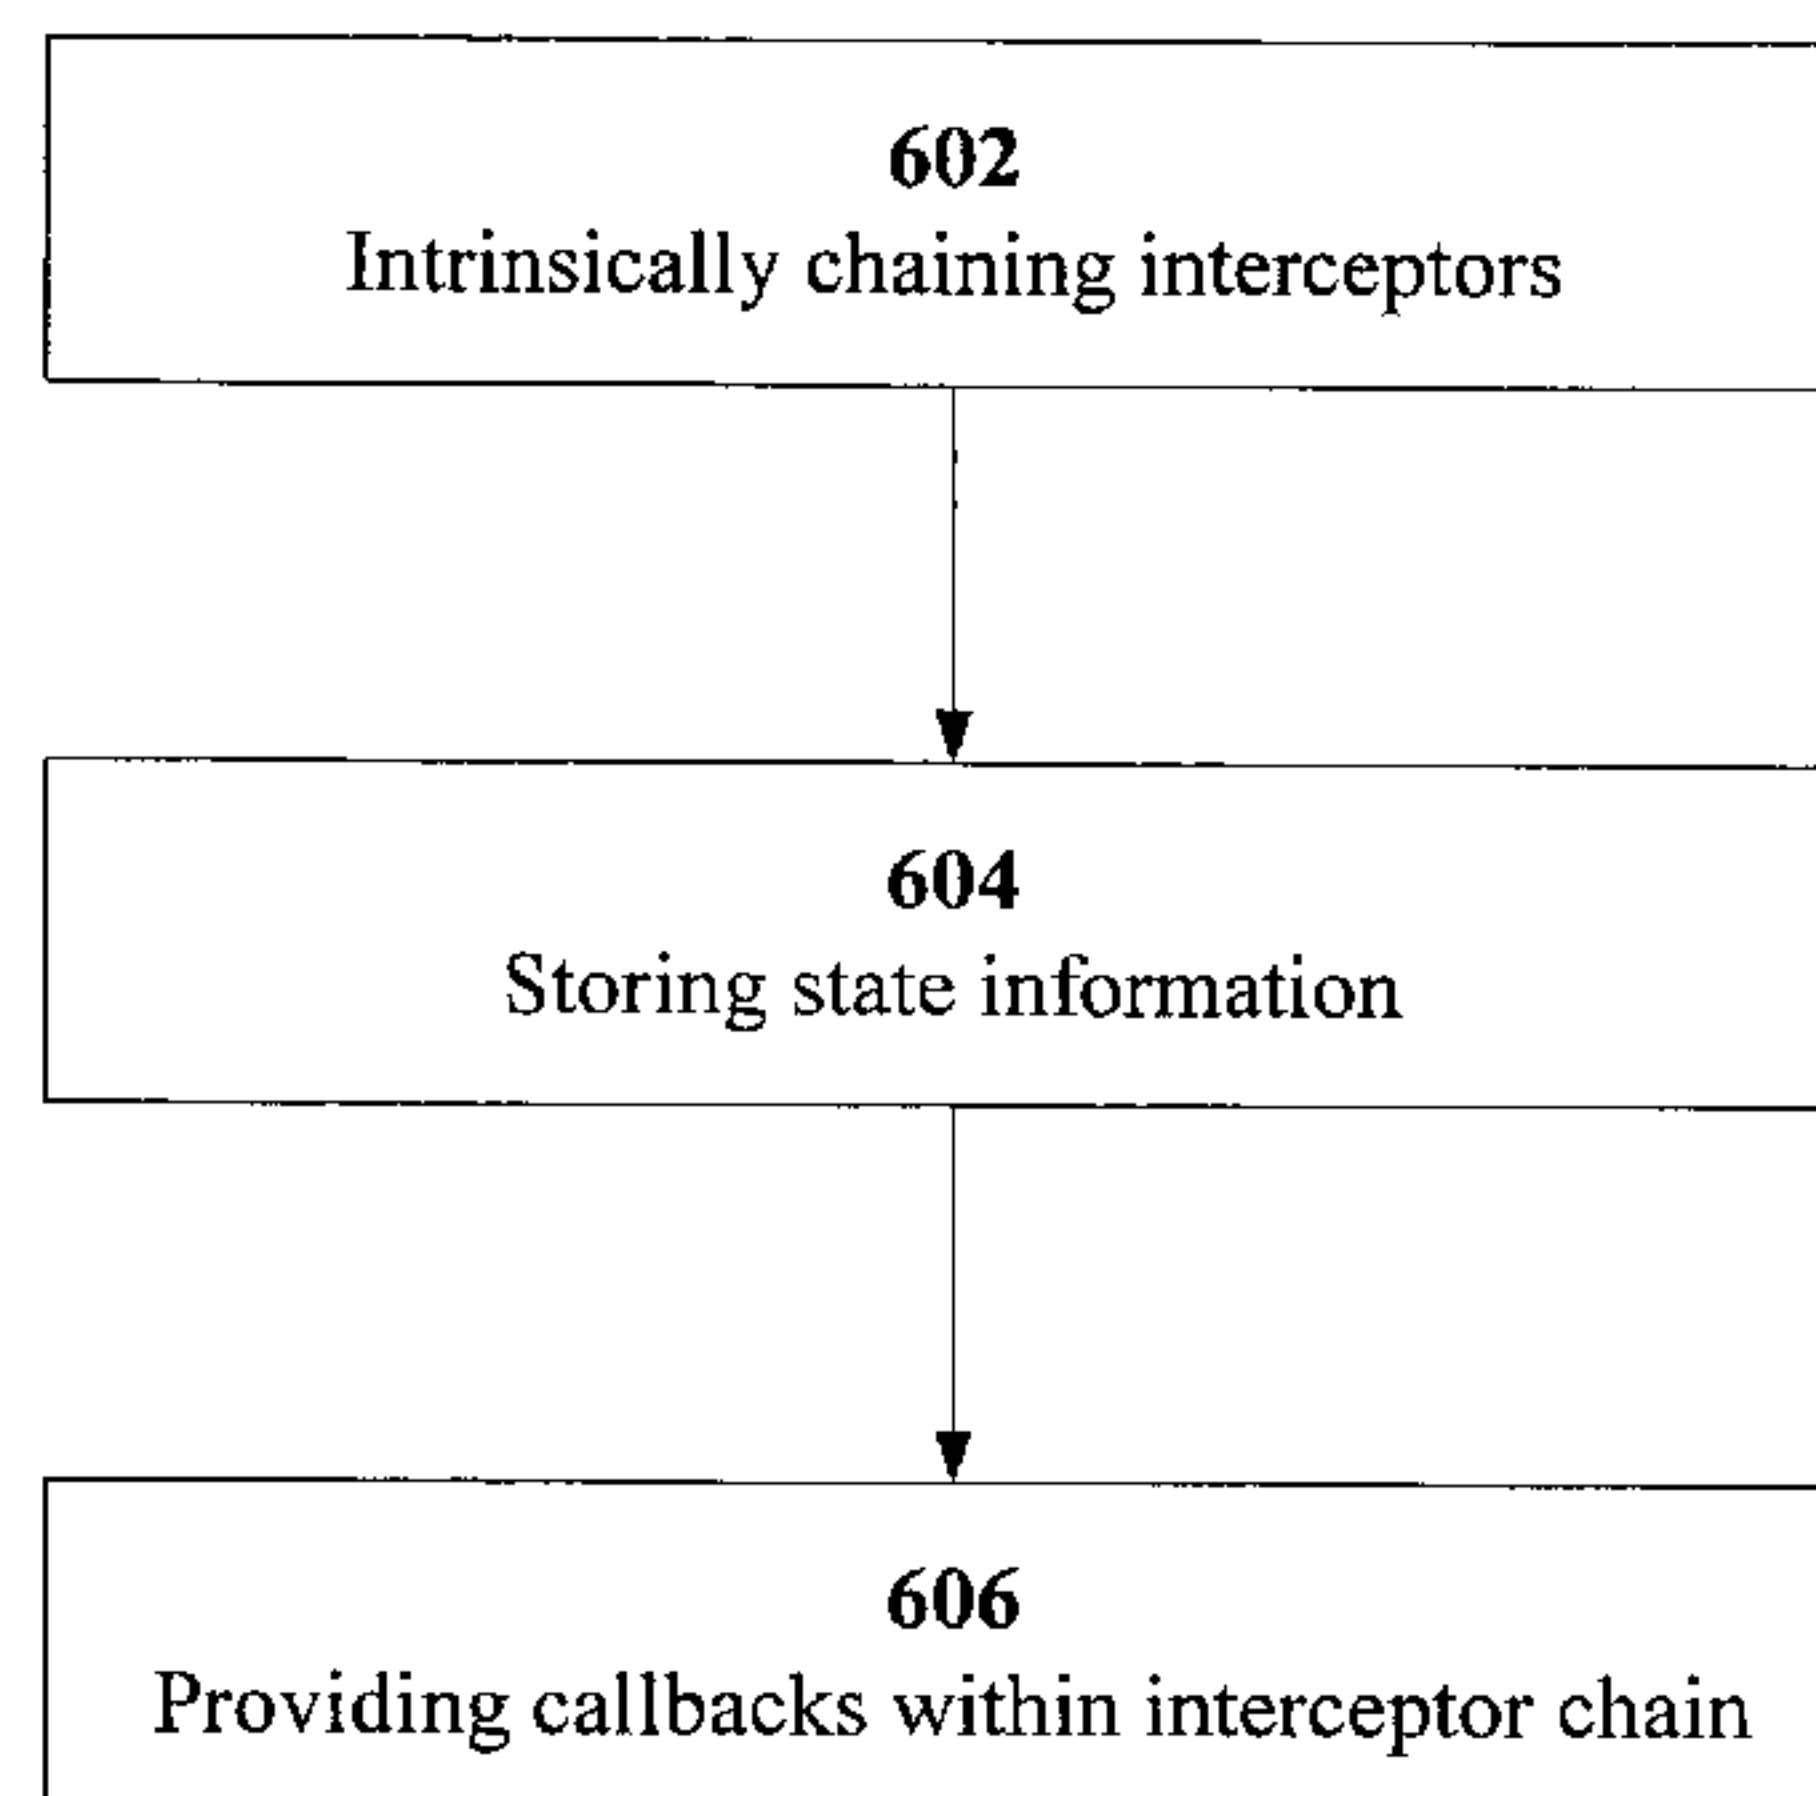 602
Intrinsically chaining interceptors
604
Storing state information
606
Providing callbacks within interceptor chain